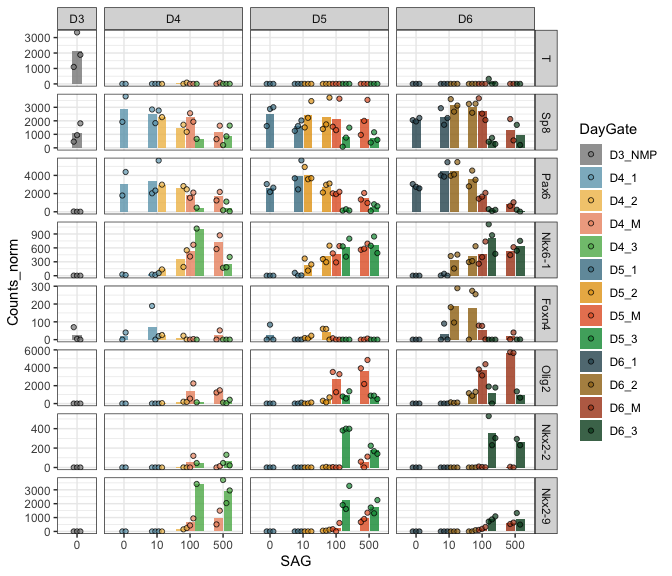 D3 D4 D5 D6
3000
2000
1000
0
T
3000
2000
1000
0
Sp8
4000
2000
0
Pax6
900
600
300
0
Nkx6-1
300
200
100
0
Foxn4
6000
4000
2000
0
Olig2
400
200
0
Nkx2-2
3000
2000
1000
0
Nkx2-9
0 0 10 100 500 0 10 100 500 0 10 100 500
SAG
Counts_norm
DayGate
D3_NMP
D4_1
D4_2
D4_M
D4_3
D5_1
D5_2
D5_M
D5_3
D6_1
D6_2
D6_M
D6_3